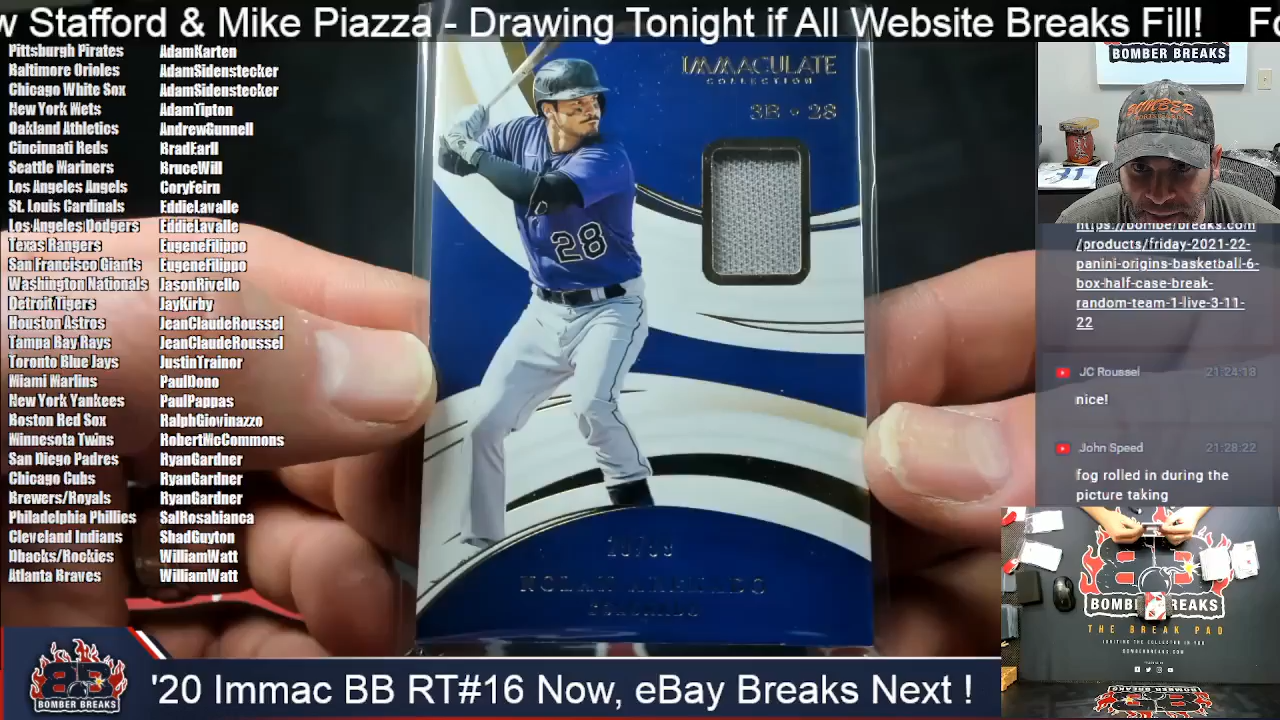 w Stafford & Mike Piazza - Drawing Tonight if All Website Breaks Fill! Fo
Pittsburgh Pirates AdamKarten
Baltimore Orioles AdamSidenstecker
Chicago White Sox AdamSidenstecker
New York Mets AdamTipton
Oakland Athletics AndrewGunnell
Cincinnati Reds BradEarll
Seattle Mariners BruceWill
Los Angeles Angels CoryFeirn
St. Louis Cardinals EddieLavalle
Los Angeles Dodgers EddieLavalle
Texas Rangers EugeneFilippo
San Francisco Giants EugeneFilippo
Washington Nationals JasonRivello
Detroit Tigers JayKirby
Houston Astros JeanClaudeRoussel
Tampa Bay Rays JeanClaudeRoussel
Toronto Blue Jays JustinTrainor
Miami Marlins PaulDono
New York Yankees PaulPappas
Boston Red Sox RalphGiovinazzo
Minnesota Twins RobertMcCommons
San Diego Padres RyanGardner
Chicago Cubs RyanGardner
Brewers/Royals RyanGardner
Philadelphia Phillies SalRosabianca
Cleveland Indians ShadGuyton
Dbacks/Rockies WilliamWatt
Atlanta Braves WilliamWatt
IMMACULATE
COLLECTION
3B • 28
28
NOLAN ARENADO
BOMBER BREAKS
https://bomberbreaks.com
/products/friday-2021-22-
panini-origins-basketball-6-
box-half-case-break-
random-team-1-live-3-11-
22
JC Roussel 21:24:18
nice!
John Speed 21:28:22
fog rolled in during the
picture taking
BOMBER BREAKS
THE BREAK PAD
BOMBERBREAKS.COM
BOMBER BREAKS
BOMBER BREAKS
'20 Immac BB RT#16 Now, eBay Breaks Next !